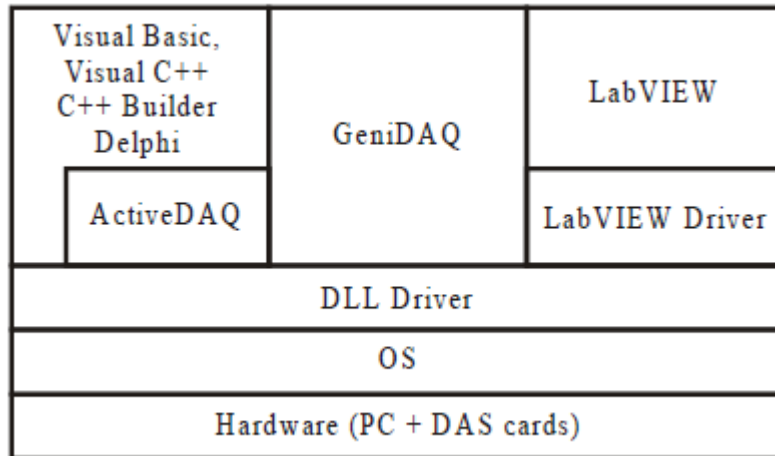 Visual Basic,
Visual C++
C++ Builder
Delphi
ActiveDAQ
GeniDAQ
LabVIEW
LabVIEW Driver
DLL Driver
OS
Hardware (PC + DAS cards)